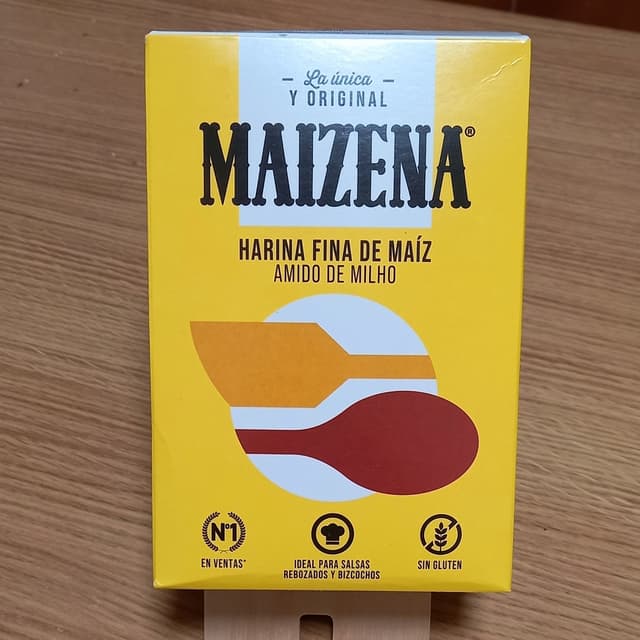 La única
Y ORIGINAL
MAIZENA®
HARINA FINA DE MAÍZ
AMIDO DE MILHO
Nº1
EN VENTAS*
IDEAL PARA SALSAS
REBOZADOS Y BIZCOCHOS
SIN GLUTEN